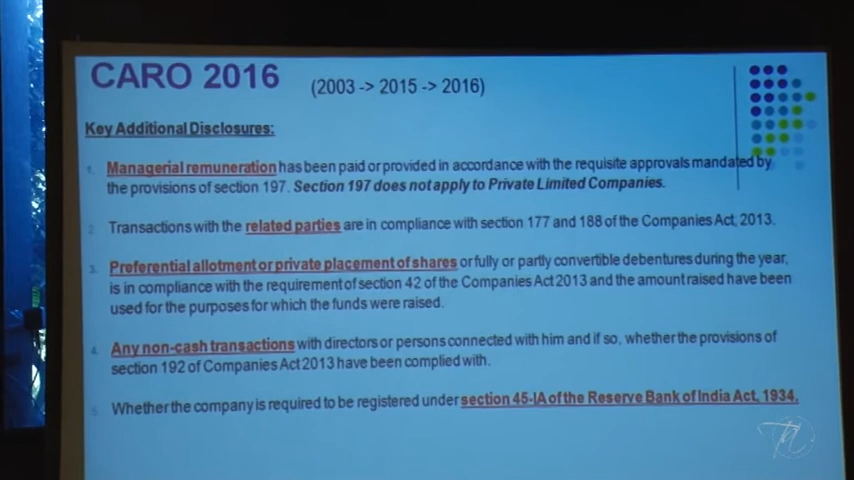 CARO 2016 (2003 -> 2015 -> 2016)
Key Additional Disclosures:
1. Managerial remuneration has been paid or provided in accordance with the requisite approvals mandated by
the provisions of section 197. Section 197 does not apply to Private Limited Companies.
2. Transactions with the related parties are in compliance with section 177 and 188 of the Companies Act, 2013.
3. Preferential allotment or private placement of shares or fully or partly convertible debentures during the year,
is in compliance with the requirement of section 42 of the Companies Act 2013 and the amount raised have been
used for the purposes for which the funds were raised.
4. Any non-cash transactions with directors or persons connected with him and if so, whether the provisions of
section 192 of Companies Act 2013 have been complied with.
5. Whether the company is required to be registered under section 45-IA of the Reserve Bank of India Act, 1934.